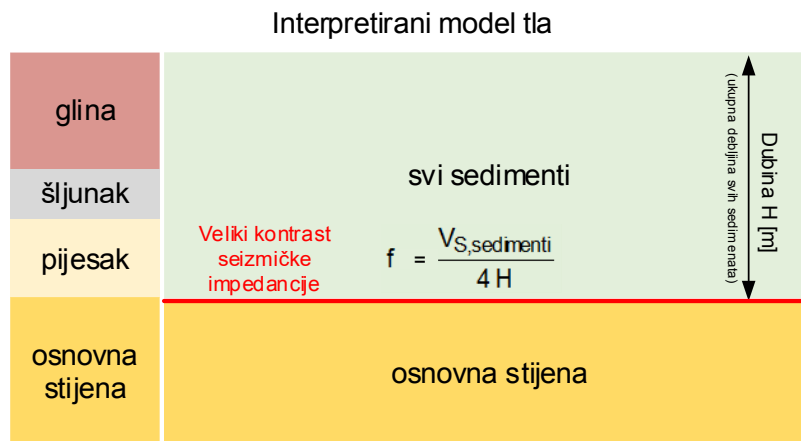 Interpretirani model tla
glina
šljunak
pijesak
osnovna
stijena
svi sedimenti
Veliki kontrast
seizmičke
impedancije
f = V_S,sedimenti / 4 H
osnovna stijena
Dubina H [m]
(ukupna debljina svih sedimenata)